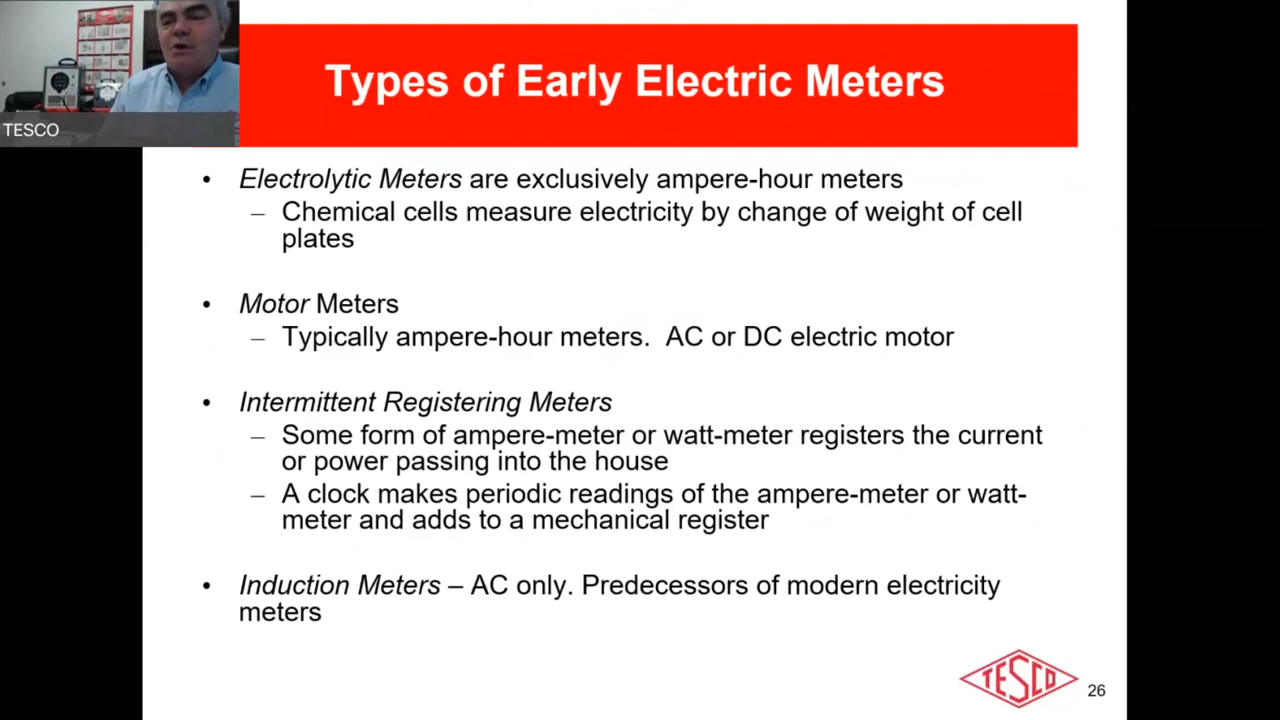 TESCO
Types of Early Electric Meters
• Electrolytic Meters are exclusively ampere-hour meters
– Chemical cells measure electricity by change of weight of cell
plates
• Motor Meters
– Typically ampere-hour meters.  AC or DC electric motor
• Intermittent Registering Meters
– Some form of ampere-meter or watt-meter registers the current
or power passing into the house
– A clock makes periodic readings of the ampere-meter or watt-
meter and adds to a mechanical register
• Induction Meters – AC only. Predecessors of modern electricity
meters
TESCO
26